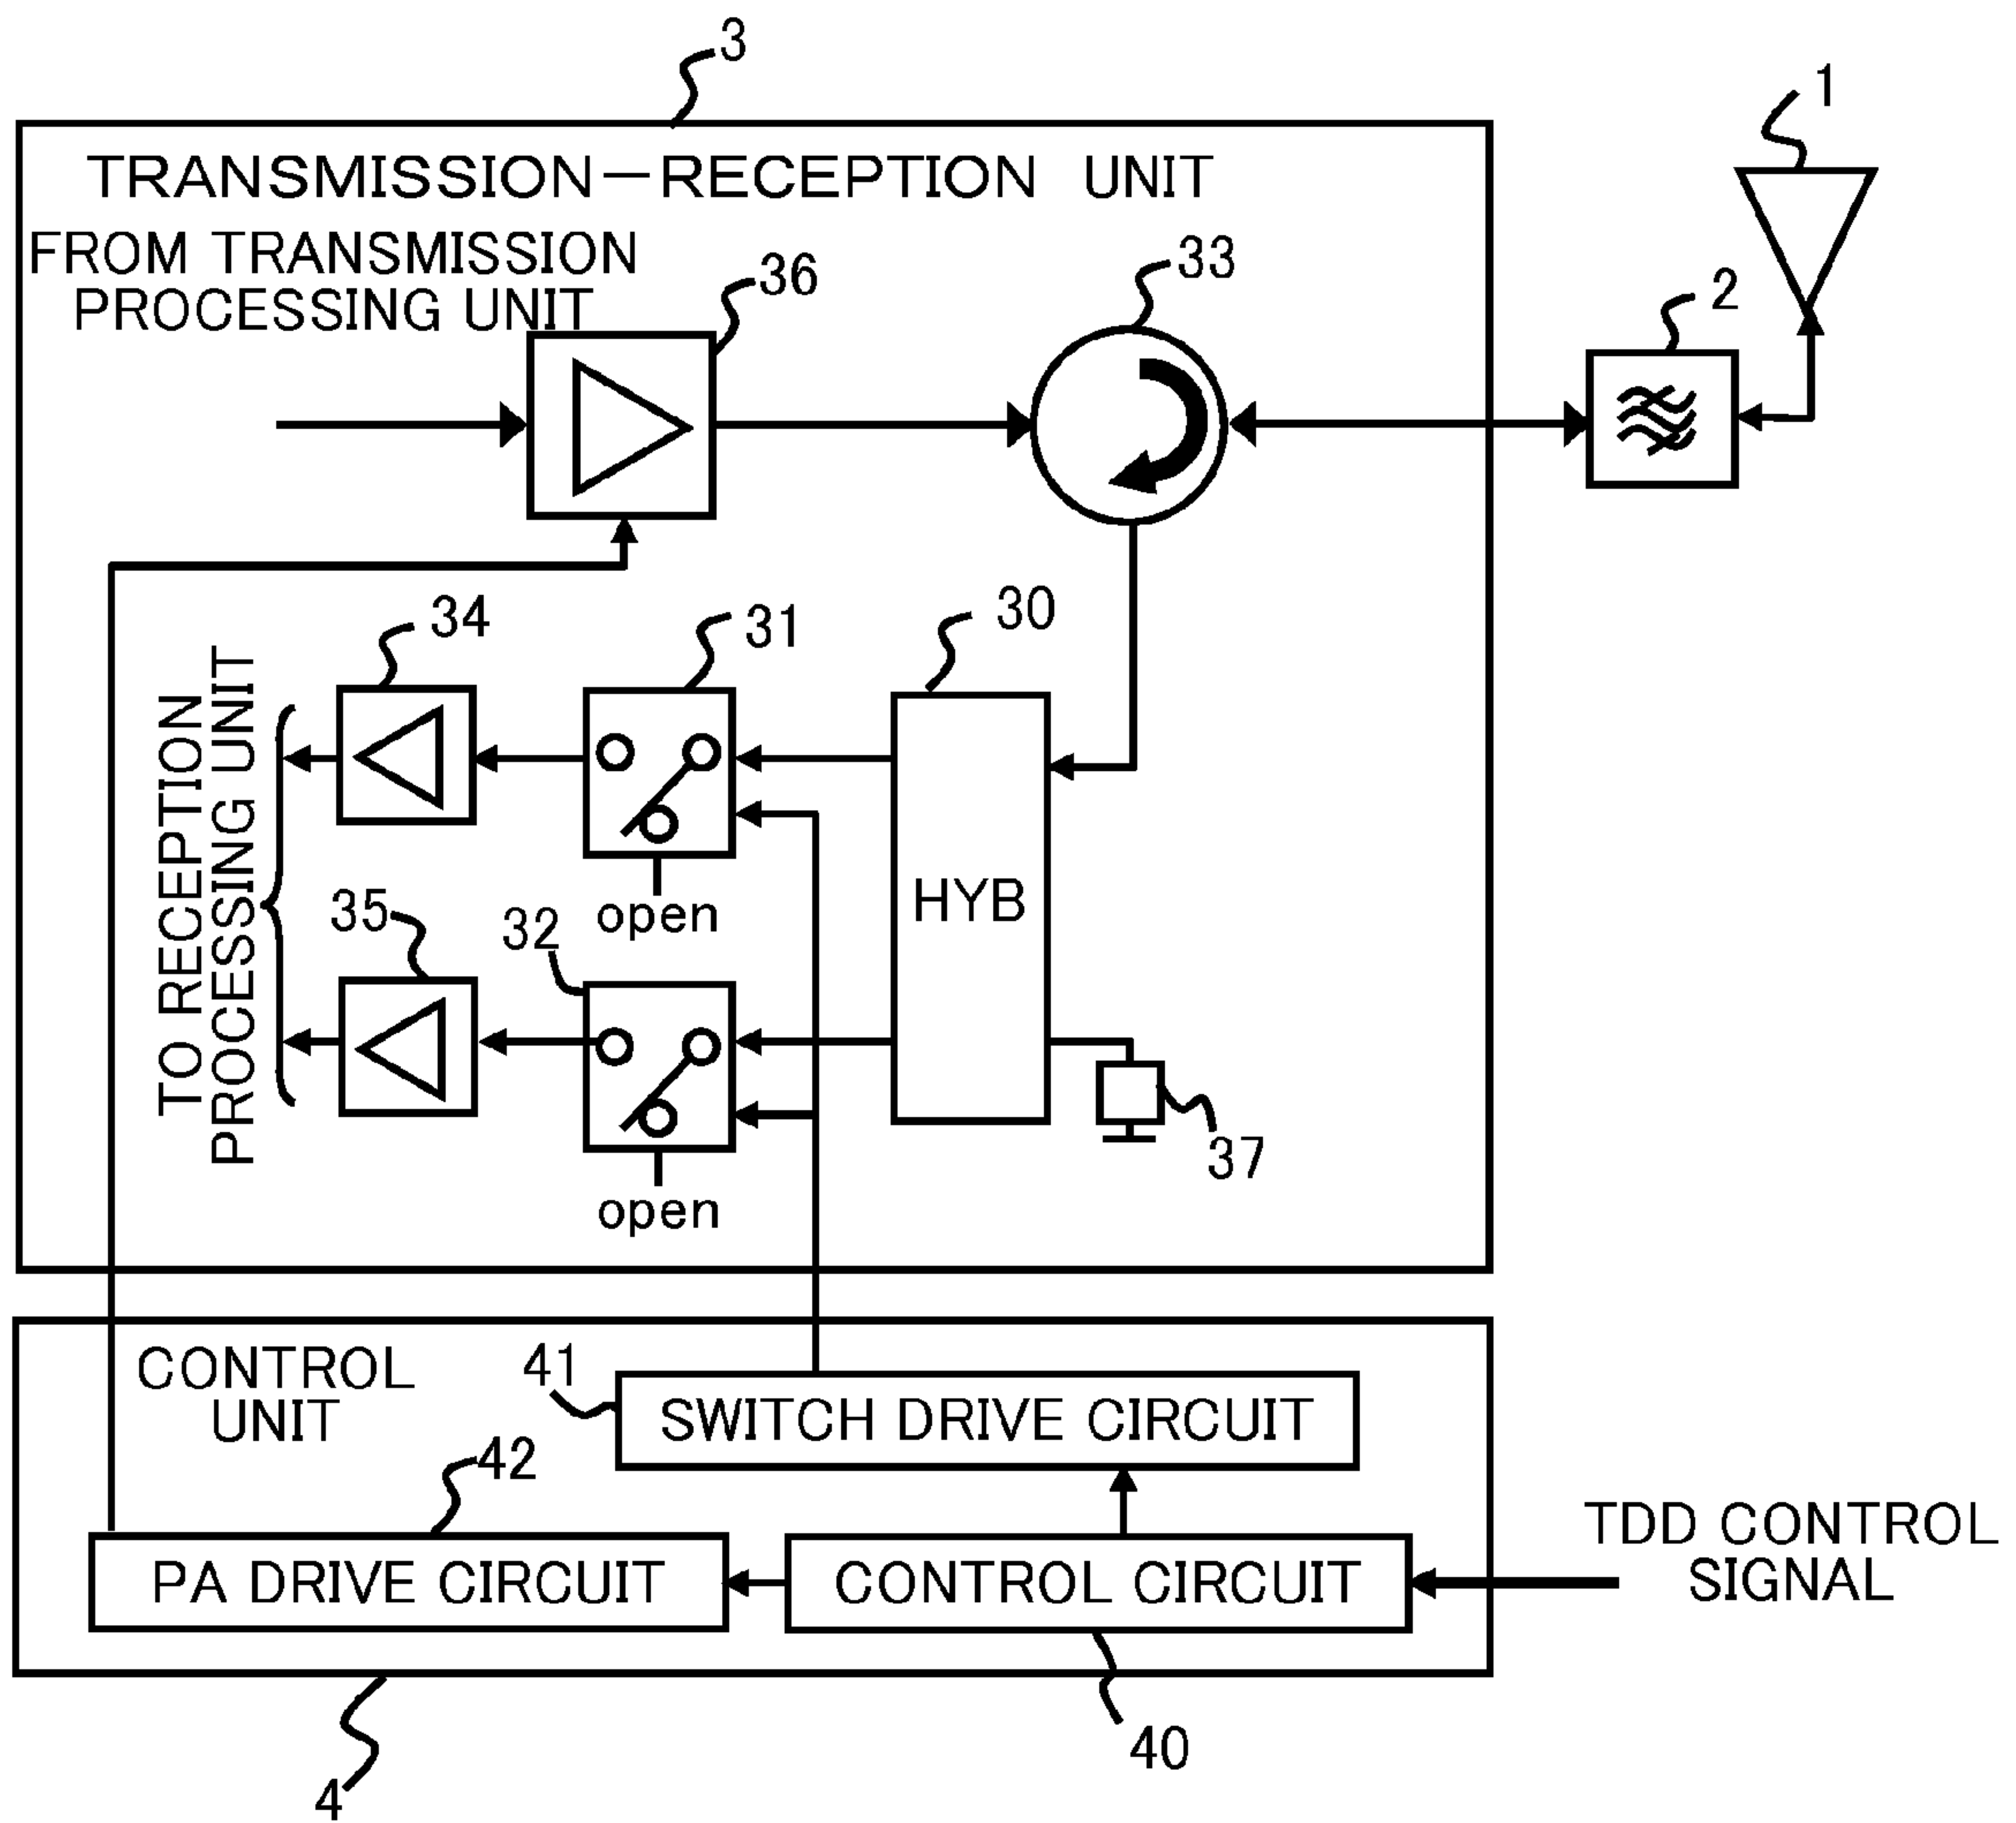 3
1
TRANSMISSION-RECEPTION UNIT
FROM TRANSMISSION
PROCESSING UNIT
36
33
2
34
31
30
TO RECEPTION
PROCESSING UNIT
open
HYB
35
32
37
open
CONTROL
UNIT
41
SWITCH DRIVE CIRCUIT
42
PA DRIVE CIRCUIT
CONTROL CIRCUIT
TDD CONTROL
SIGNAL
40
4